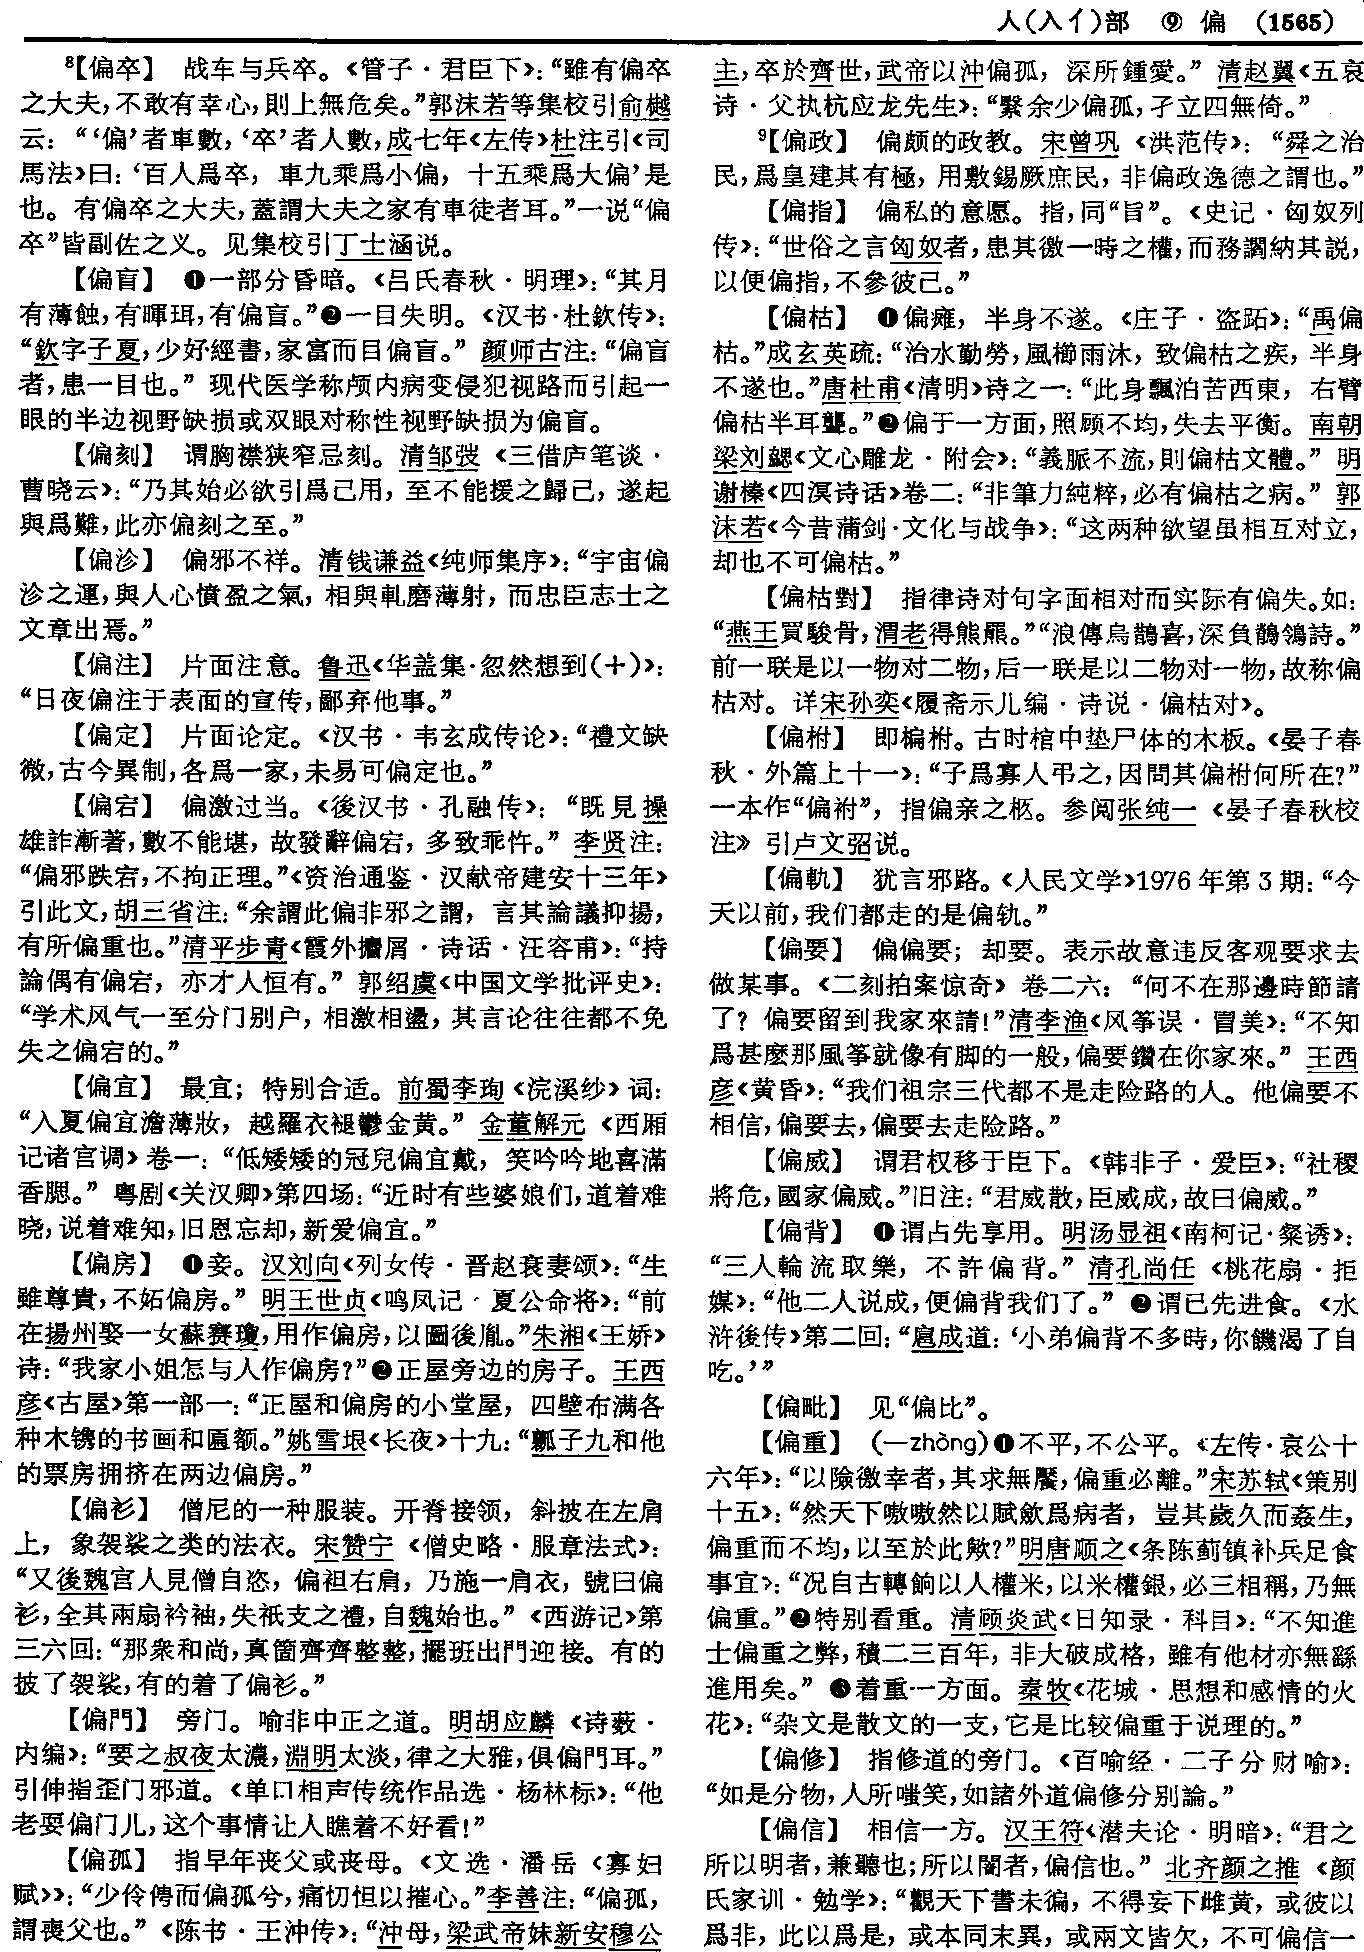 人(入亻)部　⑨　偏　(1565)
⁸【偏卒】　战车与兵卒。《管子·君臣下》：“雖有偏卒
之大夫，不敢有幸心，則上無危矣。”郭沫若等集校引俞樾
云：“‘偏’者車數，‘卒’者人數，成七年《左传》杜注引《司
馬法》曰：‘百人爲卒，車九乘爲小偏，十五乘爲大偏’是
也。有偏卒之大夫，蓋謂大夫之家有車徒者耳。”一说“偏
卒”皆副佐之义。见集校引丁士涵说。
【偏盲】　❶一部分昏暗。《吕氏春秋·明理》：“其月
有薄蝕，有暉珥，有偏盲。”❷一目失明。《汉书·杜欽传》：
“欽字子夏，少好經書，家富而目偏盲。”颜师古注：“偏盲
者，患一目也。”现代医学称颅内病变侵犯视路而引起一
眼的半边视野缺损或双眼对称性视野缺损为偏盲。
【偏刻】　谓胸襟狭窄忌刻。清邹弢《三借庐笔谈·
曹晓云》：“乃其始必欲引爲己用，至不能援之歸己，遂起
與爲難，此亦偏刻之至。”
【偏沴】　偏邪不祥。清钱谦益《纯师集序》：“宇宙偏
沴之運，與人心憤盈之氣，相與軋磨薄射，而忠臣志士之
文章出焉。”
【偏注】　片面注意。鲁迅《华盖集·忽然想到(十)》：
“日夜偏注于表面的宣传，鄙弃他事。”
【偏定】　片面论定。《汉书·韦玄成传论》：“禮文缺
微，古今異制，各爲一家，未易可偏定也。”
【偏宕】　偏激过当。《後汉书·孔融传》：“既見操
雄詐漸著，數不能堪，故發辭偏宕，多致乖忤。”李贤注：
“偏邪跌宕，不拘正理。”《资治通鉴·汉献帝建安十三年》
引此文，胡三省注：“余謂此偏非邪之謂，言其論議抑揚，
有所偏重也。”清平步青《霞外攟屑·诗话·汪容甫》：“持
論偶有偏宕，亦才人恒有。”郭绍虞《中国文学批评史》：
“学术风气一至分门别户，相激相盪，其言论往往都不免
失之偏宕的。”
【偏宜】　最宜；特别合适。前蜀李珣《浣溪纱》词：
“入夏偏宜澹薄妝，越羅衣褪鬱金黄。”金董解元《西厢
记诸宫调》卷一：“低矮矮的冠兒偏宜戴，笑吟吟地喜滿
香腮。”粤剧《关汉卿》第四场：“近时有些婆娘们，道着难
晓，说着难知，旧恩忘却，新爱偏宜。”
【偏房】　❶妾。汉刘向《列女传·晋赵衰妻颂》：“生
雖尊貴，不妬偏房。”明王世贞《鸣凤记·夏公命将》：“前
在揚州娶一女蘇賽瓊，用作偏房，以圖後胤。”朱湘《王娇》
诗：“我家小姐怎与人作偏房？”❷正屋旁边的房子。王西
彦《古屋》第一部一：“正屋和偏房的小堂屋，四壁布满各
种木镌的书画和匾额。”姚雪垠《长夜》十九：“瓤子九和他
的票房拥挤在两边偏房。”
【偏衫】　僧尼的一种服装。开脊接领，斜披在左肩
上，象袈裟之类的法衣。宋赞宁《僧史略·服章法式》：
“又後魏宫人見僧自恣，偏袒右肩，乃施一肩衣，號曰偏
衫，全其兩扇衿袖，失祇支之禮，自魏始也。”《西游记》第
三六回：“那衆和尚，真箇齊齊整整，擺班出門迎接。有的
披了袈裟，有的着了偏衫。”
【偏門】　旁门。喻非中正之道。明胡应麟《诗薮·
内编》：“要之叔夜太濃，淵明太淡，律之大雅，俱偏門耳。”
引伸指歪门邪道。《单口相声传统作品选·杨林标》：“他
老耍偏门儿，这个事情让人瞧着不好看！”
【偏孤】　指早年丧父或丧母。《文选·潘岳〈寡妇
赋〉》：“少伶俜而偏孤兮，痛忉怛以摧心。”李善注：“偏孤，
謂喪父也。”《陈书·王沖传》：“沖母，梁武帝妹新安穆公
主，卒於齊世，武帝以沖偏孤，深所鍾愛。”清赵翼《五哀
诗·父执杭应龙先生》：“繄余少偏孤，孑立四無倚。”
⁹【偏政】　偏颇的政教。宋曾巩《洪范传》：“舜之治
民，爲皇建其有極，用敷錫厥庶民，非偏政逸德之謂也。”
【偏指】　偏私的意愿。指，同“旨”。《史记·匈奴列
传》：“世俗之言匈奴者，患其徼一時之權，而務讇納其説，
以便偏指，不參彼己。”
【偏枯】　❶偏瘫，半身不遂。《庄子·盗跖》：“禹偏
枯。”成玄英疏：“治水勤勞，風櫛雨沐，致偏枯之疾，半身
不遂也。”唐杜甫《清明》诗之一：“此身飄泊苦西東，右臂
偏枯半耳聾。”❷偏于一方面，照顾不均，失去平衡。南朝
梁刘勰《文心雕龙·附会》：“義脈不流，則偏枯文體。”明
谢榛《四溟诗话》卷二：“非筆力純粹，必有偏枯之病。”郭
沫若《今昔蒲剑·文化与战争》：“这两种欲望虽相互对立，
却也不可偏枯。”
【偏枯對】　指律诗对句字面相对而实际有偏失。如：
“燕王買駿骨，渭老得熊羆。”“浪傳烏鵲喜，深負鶺鴒詩。”
前一联是以一物对二物，后一联是以二物对一物，故称偏
枯对。详宋孙奕《履斋示儿编·诗说·偏枯对》。
【偏柎】　即楄柎。古时棺中垫尸体的木板。《晏子春
秋·外篇上十一》：“子爲寡人弔之，因問其偏柎何所在？”
一本作“偏祔”，指偏亲之柩。参阅张纯一《晏子春秋校
注》引卢文弨说。
【偏軌】　犹言邪路。《人民文学》1976年第3期：“今
天以前，我们都走的是偏轨。”
【偏要】　偏偏要；却要。表示故意违反客观要求去
做某事。《二刻拍案惊奇》卷二六：“何不在那邊時節請
了？偏要留到我家來請！”清李渔《风筝误·冒美》：“不知
爲甚麽那風筝就像有脚的一般，偏要鑽在你家來。”王西
彦《黄昏》：“我们祖宗三代都不是走险路的人。他偏要不
相信，偏要去，偏要去走险路。”
【偏威】　谓君权移于臣下。《韩非子·爱臣》：“社稷
將危，國家偏威。”旧注：“君威散，臣威成，故曰偏威。”
【偏背】　❶谓占先享用。明汤显祖《南柯记·粲诱》：
“三人輪流取樂，不許偏背。”清孔尚任《桃花扇·拒
媒》：“他二人说成，便偏背我们了。”❷谓已先进食。《水
浒後传》第二回：“扈成道：‘小弟偏背不多時，你饑渴了自
吃。’”
【偏毗】　见“偏比”。
【偏重】　(—zhòng)❶不平，不公平。《左传·哀公十
六年》：“以險徼幸者，其求無饜，偏重必離。”宋苏轼《策别
十五》：“然天下嗷嗷然以賦斂爲病者，豈其歲久而姦生，
偏重而不均，以至於此歟？”明唐顺之《条陈蓟镇补兵足食
事宜》：“况自古轉餉以人權米，以米權銀，必三相稱，乃無
偏重。”❷特别看重。清顾炎武《日知录·科目》：“不知進
士偏重之弊，積二三百年，非大破成格，雖有他材亦無繇
進用矣。”❸着重一方面。秦牧《花城·思想和感情的火
花》：“杂文是散文的一支，它是比较偏重于说理的。”
【偏修】　指修道的旁门。《百喻经·二子分财喻》：
“如是分物，人所嗤笑，如諸外道偏修分别論。”
【偏信】　相信一方。汉王符《潜夫论·明暗》：“君之
所以明者，兼聽也；所以闇者，偏信也。”北齐颜之推《颜
氏家训·勉学》：“觀天下書未徧，不得妄下雌黄，或彼以
爲非，此以爲是，或本同末異，或兩文皆欠，不可偏信一